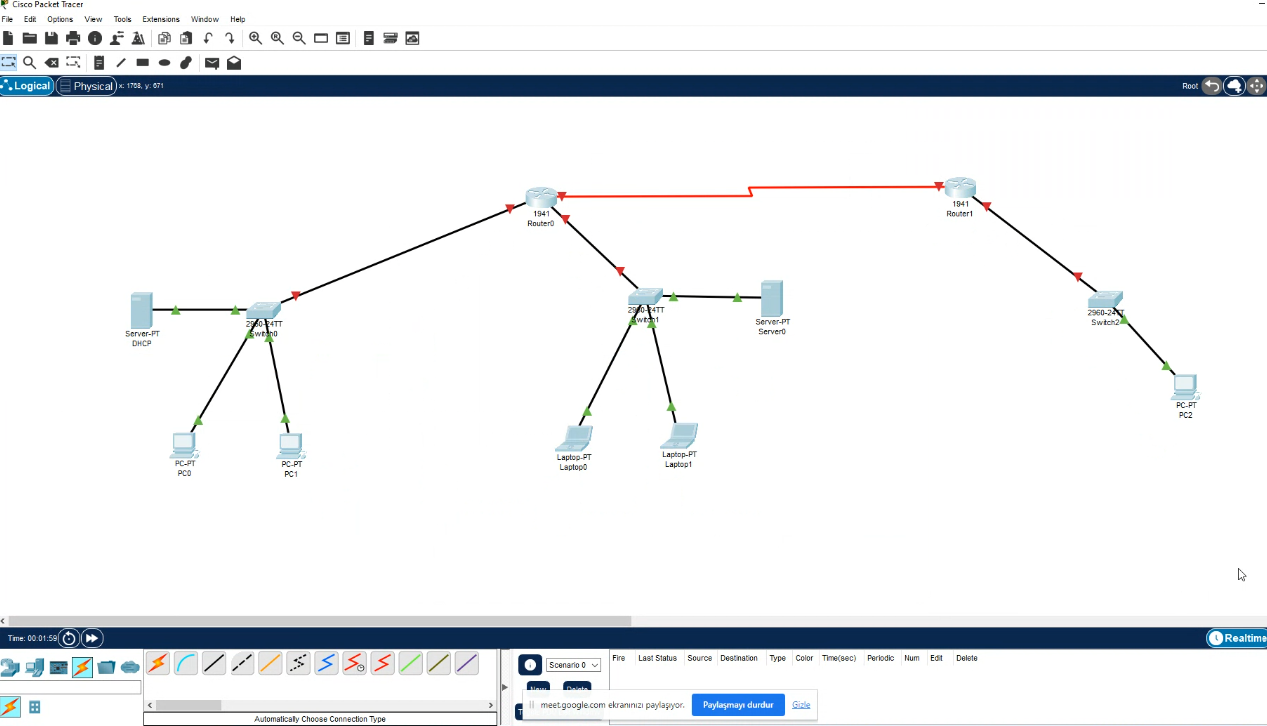 Cisco Packet Tracer
File Edit Options View Tools Extensions Window Help
Logical Physical x: 1768, y: 671 Root
1941
Router0
1941
Router1
Server-PT
DHCP
2960-24TT
Switch0
2960-24TT
Switch1
Server-PT
Server0
2960-24TT
Switch2
PC-PT
PC0
PC-PT
PC1
Laptop-PT
Laptop0
Laptop-PT
Laptop1
PC-PT
PC2
Time: 00:01:59 Realtime
Scenario 0
Fire Last Status Source Destination Type Color Time(sec) Periodic Num Edit Delete
New Delete
meet.google.com ekranınızı paylaşıyor. Paylaşmayı durdur Gizle
Automatically Choose Connection Type